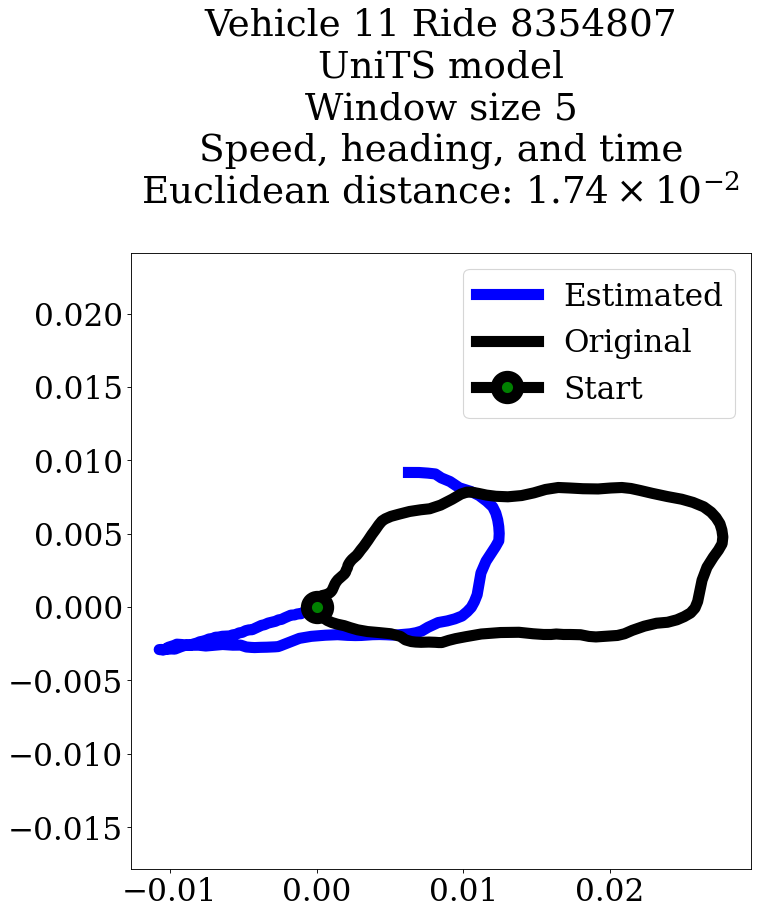 Vehicle 11 Ride 8354807
UniTS model
Window size 5
Speed, heading, and time
Euclidean distance: 1.74 × 10⁻²
Estimated
Original
Start
0.020
0.015
0.010
0.005
0.000
−0.005
−0.010
−0.015
−0.01 0.00 0.01 0.02